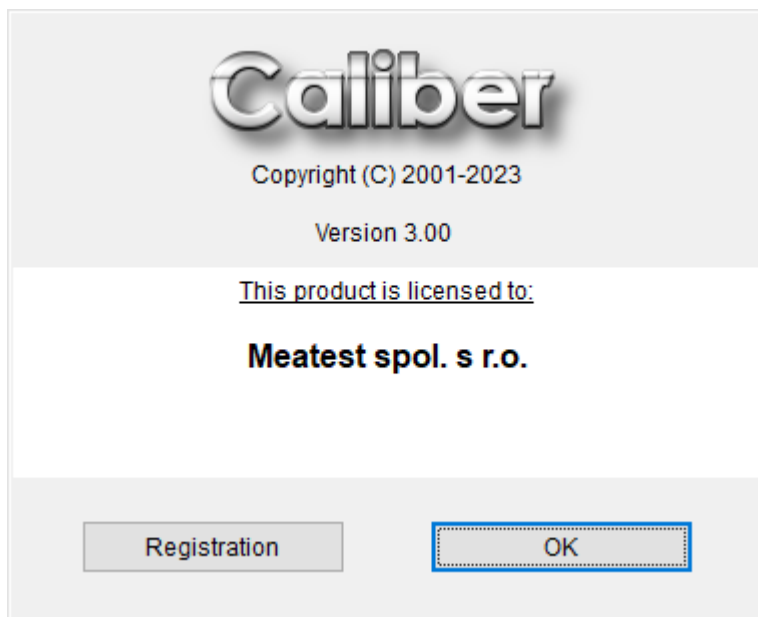 Caliber
Copyright (C) 2001-2023
Version 3.00
This product is licensed to:
Meatest spol. s r.o.
Registration
OK